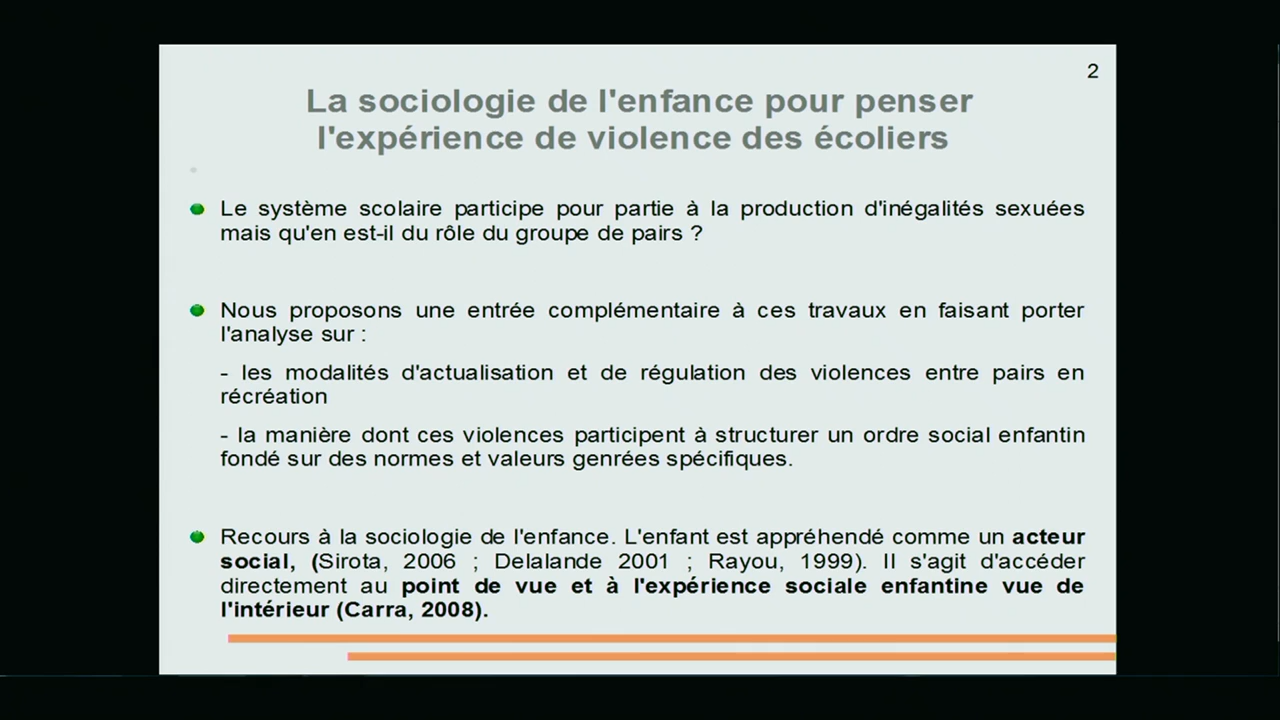 2
La sociologie de l'enfance pour penser
l'expérience de violence des écoliers
Le système scolaire participe pour partie à la production d'inégalités sexuées
mais qu'en est-il du rôle du groupe de pairs ?
Nous proposons une entrée complémentaire à ces travaux en faisant porter
l'analyse sur :
- les modalités d'actualisation et de régulation des violences entre pairs en
récréation
- la manière dont ces violences participent à structurer un ordre social enfantin
fondé sur des normes et valeurs genrées spécifiques.
Recours à la sociologie de l'enfance. L'enfant est appréhendé comme un acteur
social, (Sirota, 2006 ; Delalande 2001 ; Rayou, 1999). Il s'agit d'accéder
directement au point de vue et à l'expérience sociale enfantine vue de
l'intérieur (Carra, 2008).